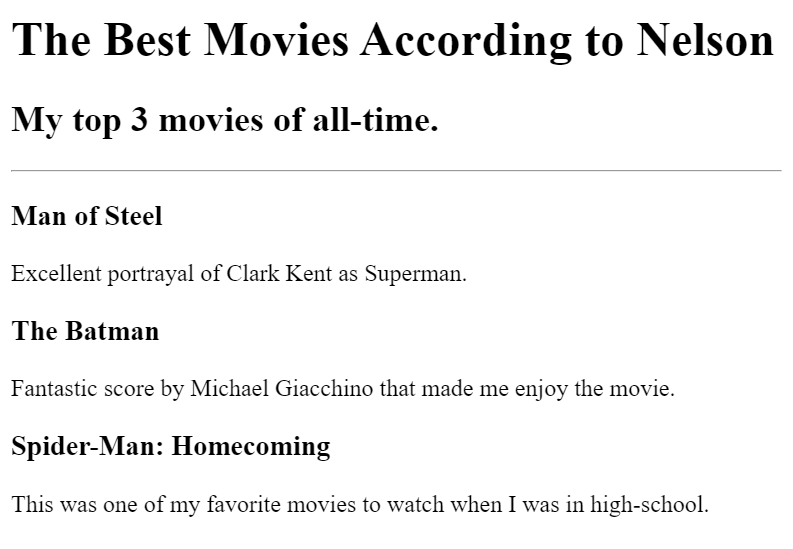 The Best Movies According to Nelson
My top 3 movies of all-time.
Man of Steel
Excellent portrayal of Clark Kent as Superman.
The Batman
Fantastic score by Michael Giacchino that made me enjoy the movie.
Spider-Man: Homecoming
This was one of my favorite movies to watch when I was in high-school.